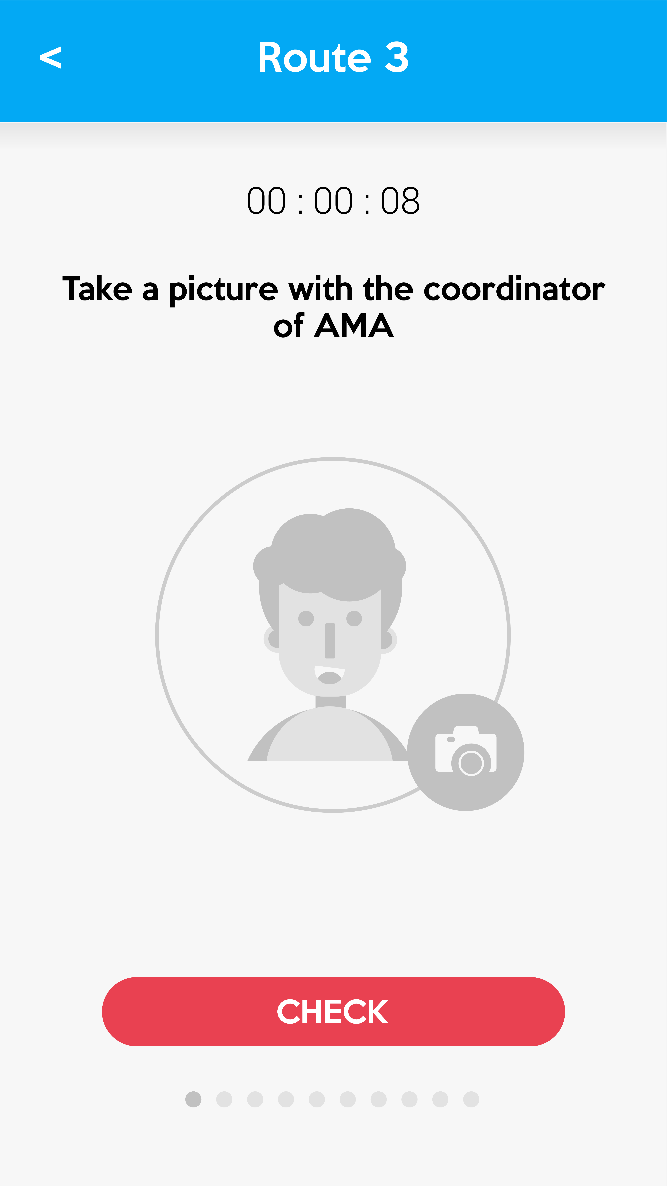 < Route 3
00 : 00 : 08
Take a picture with the coordinator
of AMA
CHECK